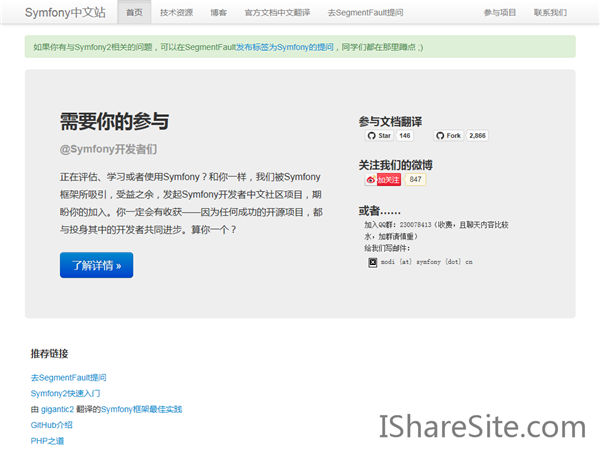 Symfony中文站 首页 技术资源 博客 官方文档中文翻译 去SegmentFault提问 参与项目 联系我们
如果你有与Symfony2相关的问题，可以在SegmentFault发布标签为Symfony的提问，同学们都在那里蹲点 ;)
需要你的参与
@Symfony开发者们
正在评估、学习或者使用Symfony？和你一样，我们被Symfony
框架所吸引，受益之余，发起Symfony开发者中文社区项目，期
盼你的加入。你一定会有收获——因为任何成功的开源项目，都
与投身其中的开发者共同进步。算你一个？
了解详情 »
参与文档翻译
Star 146 Fork 2,866
关注我们的微博
加关注 847
或者……
加入QQ群：230078413（收费，且聊天内容比较
水，加群请慎重）
给我们写邮件：
modi {at} symfony {dot} cn
推荐链接
去SegmentFault提问
Symfony2快速入门
由 gigantic2 翻译的Symfony框架最佳实践
GitHub介绍
PHP之道
IShareSite.com